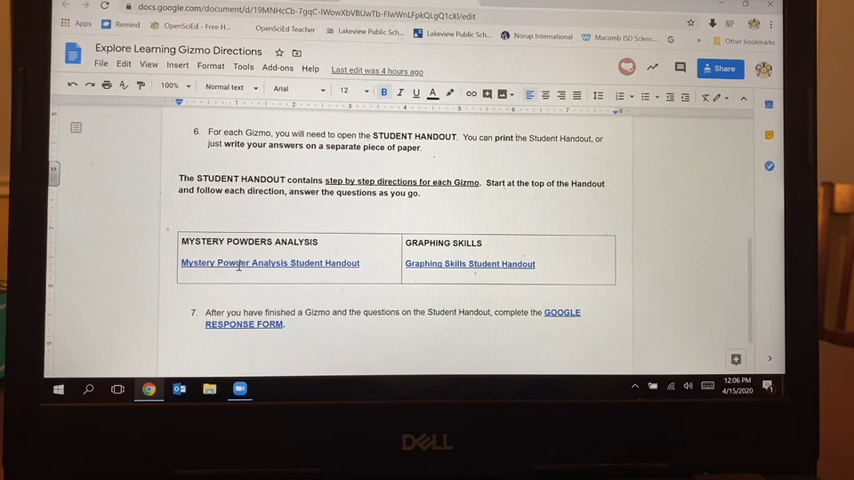 docs.google.com/document/d/19MNHcCb-7gqC-IWowXbV8UwTb-FlwWnLFpkQLgQ1cXI/edit
Apps Reminder OpenSciEd - Free H... OpenSciEd Teacher Lakeview Public Sch... Lakeview Public Sch... Norup International Macomb ISD Scienc... Other bookmarks
Explore Learning Gizmo Directions
File Edit View Insert Format Tools Add-ons Help Last edit was 4 hours ago
Share
100% Normal text Arial 12 B I U A
6. For each Gizmo, you will need to open the STUDENT HANDOUT. You can print the Student Handout, or
just write your answers on a separate piece of paper.
The STUDENT HANDOUT contains step by step directions for each Gizmo. Start at the top of the Handout
and follow each direction, answer the questions as you go.
MYSTERY POWDERS ANALYSIS GRAPHING SKILLS
Mystery Powder Analysis Student Handout Graphing Skills Student Handout
7. After you have finished a Gizmo and the questions on the Student Handout, complete the GOOGLE
RESPONSE FORM.
12:06 PM
4/15/2020
DELL